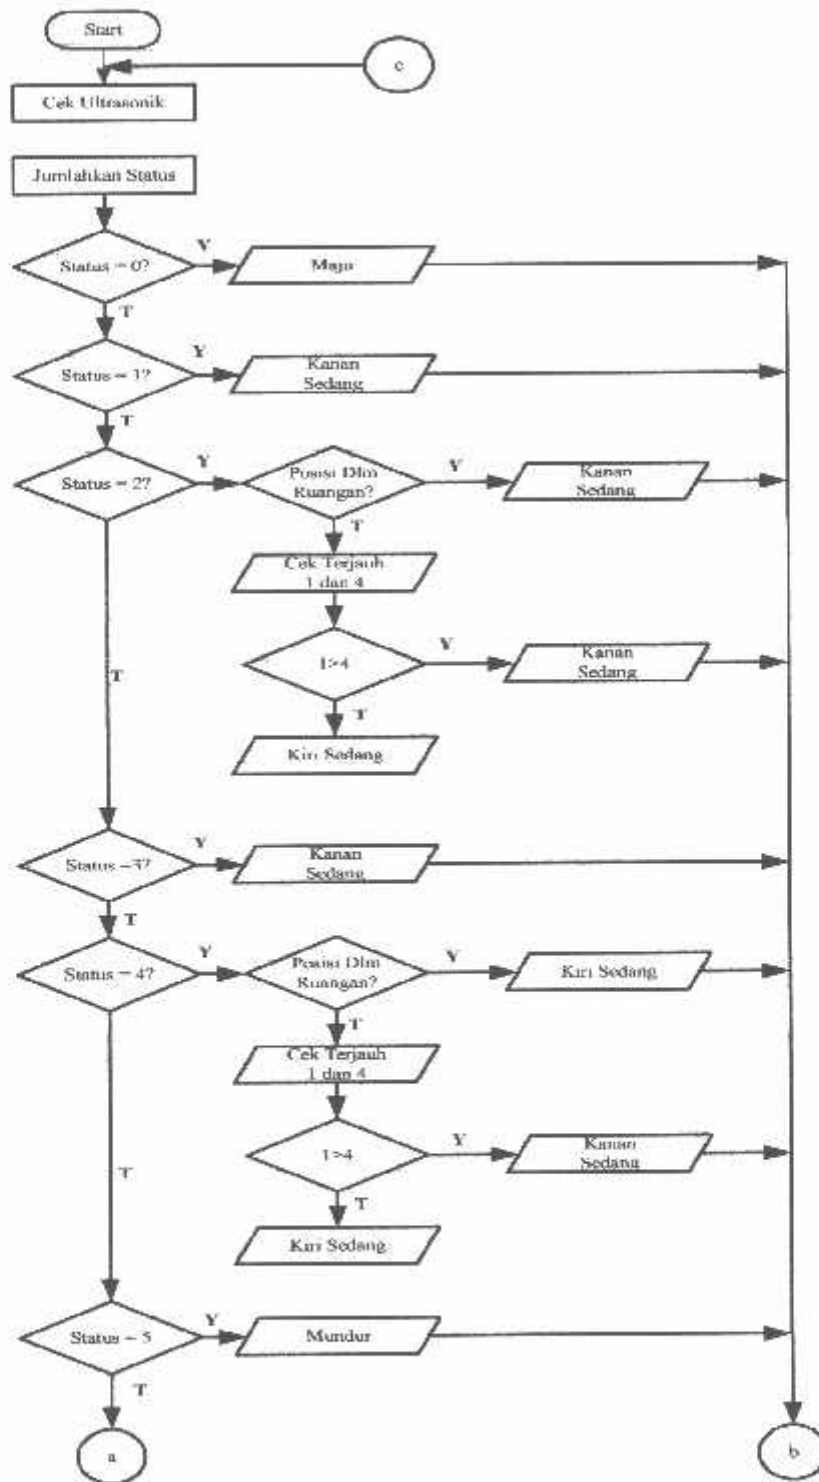 Start
c
Cek Ultrasonik
Jumlahkan Status
Status = 0?
Y
Maju
T
Status = 1?
Y
Kanan
Sedang
T
Status = 2?
Y
Posisi Dlm
Ruangan?
Y
Kanan
Sedang
T
Cek Terjauh
1 dan 4
1>4
Y
Kanan
Sedang
T
T
Kiri Sedang
Status =3?
Y
Kanan
Sedang
T
Status = 4?
Y
Posisi Dlm
Ruangan?
Y
Kiri Sedang
T
Cek Terjauh
1 dan 4
1>4
Y
Kanan
Sedang
T
T
Kiri Sedang
Status = 5
Y
Mundur
T
a
b